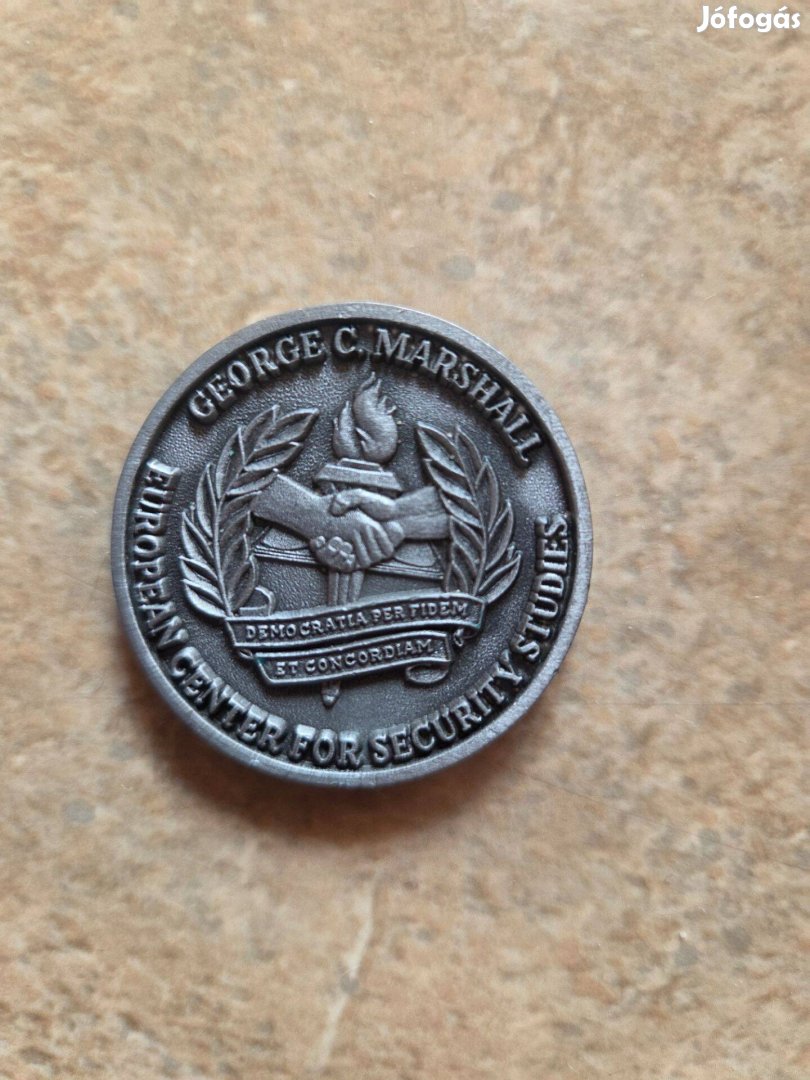 Jófogás
GEORGE C. MARSHALL
EUROPEAN CENTER FOR SECURITY STUDIES
DEMOCRATIA PER FIDEM
ET CONCORDIAM